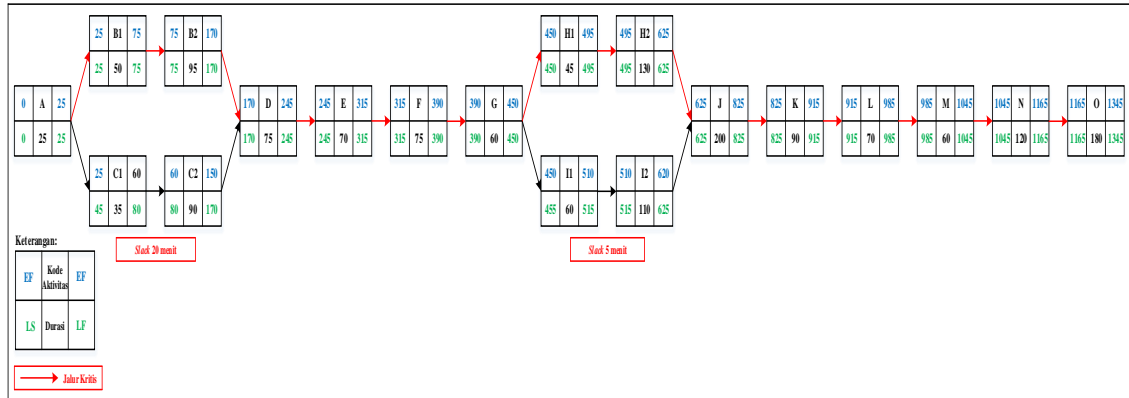 25 B1 75
25 50 75
75 B2 170
75 95 170
450 H1 495
450 45 495
495 H2 625
495 130 625
0 A 25
0 25 25
170 D 245
170 75 245
245 E 315
245 70 315
315 F 390
315 75 390
390 G 450
390 60 450
625 J 825
625 200 825
825 K 915
825 90 915
915 L 985
915 70 985
985 M 1045
985 60 1045
1045 N 1165
1045 120 1165
1165 O 1345
1165 180 1345
25 C1 60
45 35 80
60 C2 150
80 90 170
450 I1 510
455 60 515
510 I2 620
515 110 625
Slack 20 menit
Slack 5 menit
Keterangan:
EF Kode Aktivitas EF
LS Durasi LF
Jalur Kritis